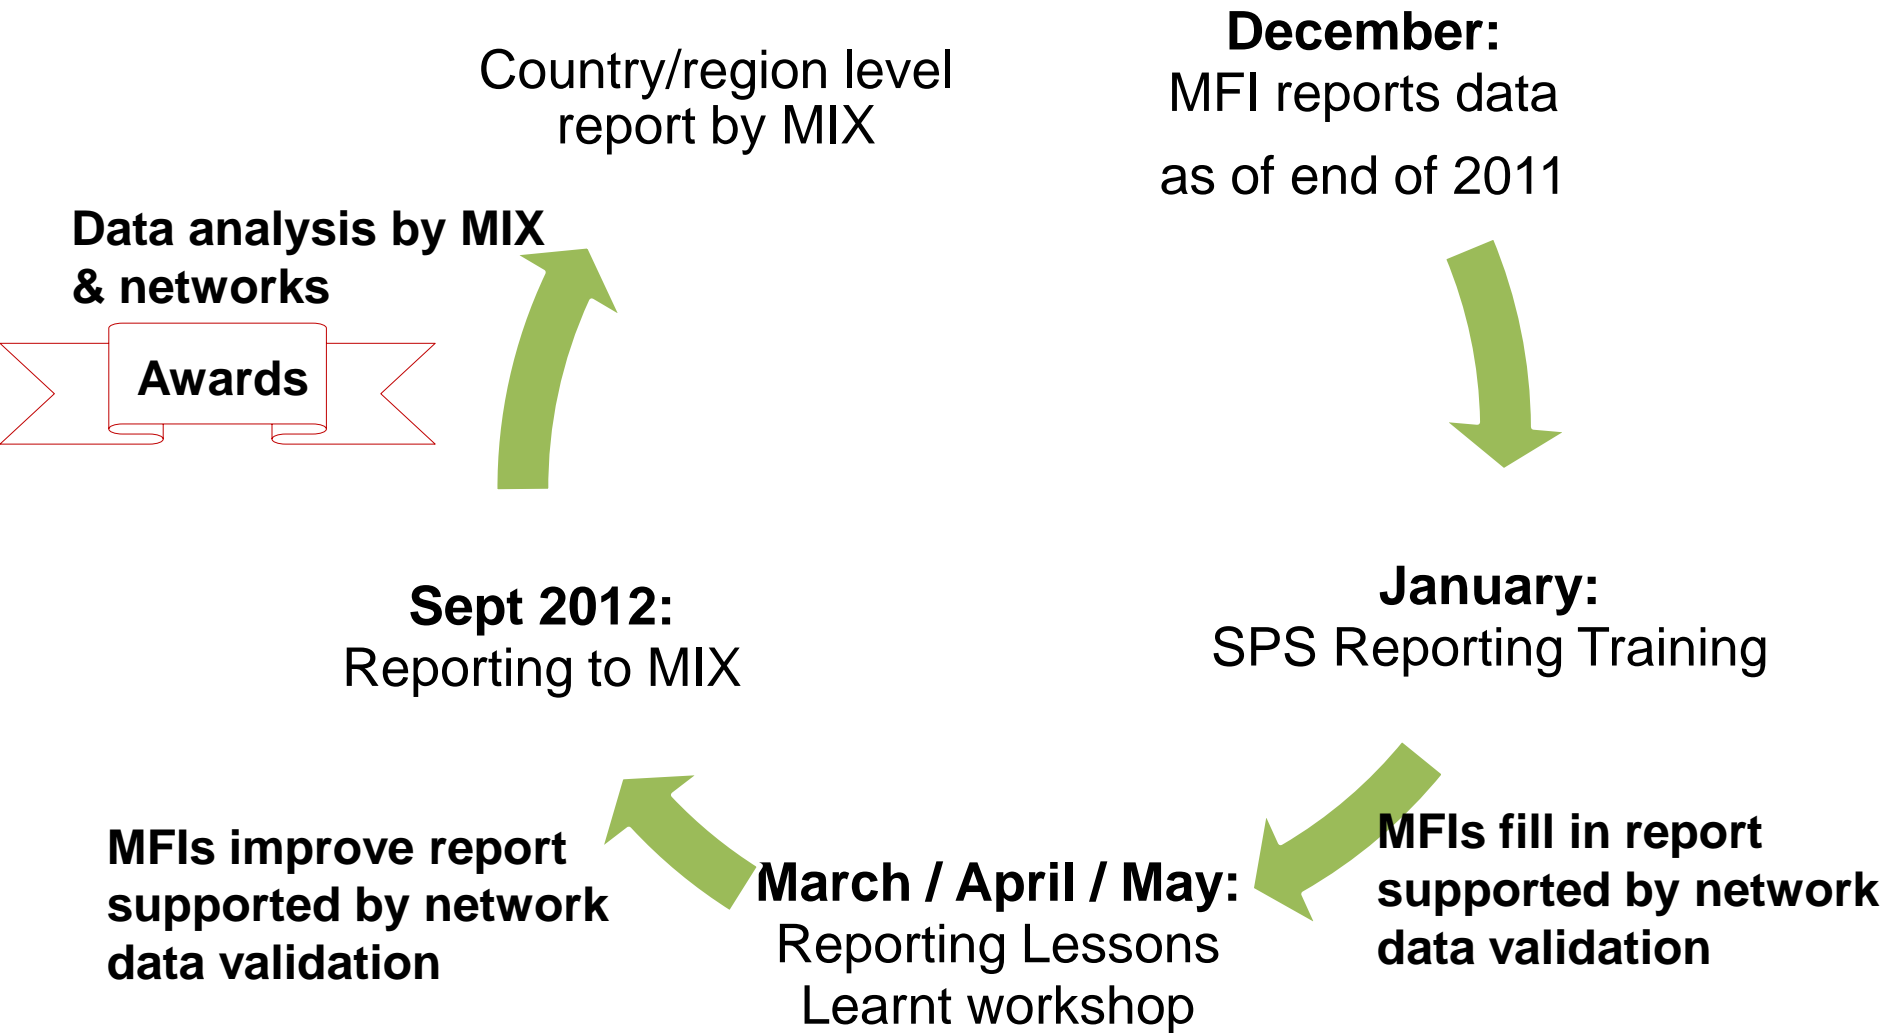 December:
MFI reports data
as of end of 2011
January:
SPS Reporting Training
MFIs fill in report
supported by network
data validation
March / April / May:
Reporting Lessons
Learnt workshop
MFIs improve report
supported by network
data validation
Sept 2012:
Reporting to MIX
Data analysis by MIX
& networks
Awards
Country/region level
report by MIX